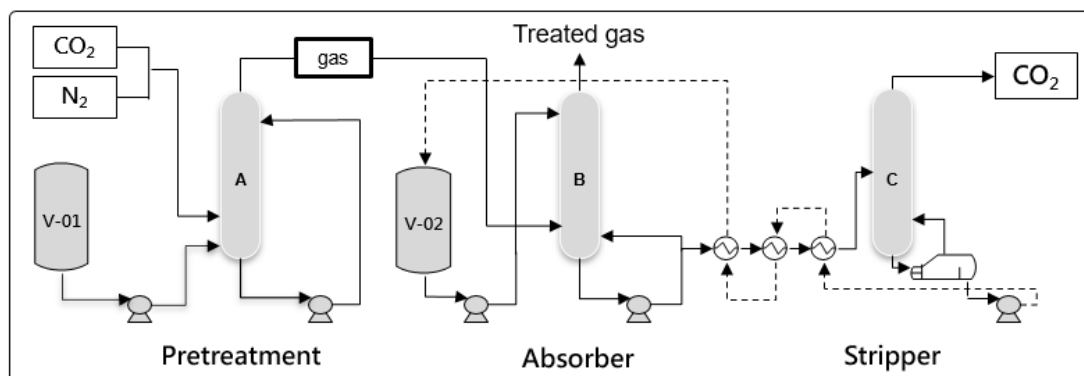 CO₂
N₂
V-01
A
gas
Pretreatment
Treated gas
V-02
B
Absorber
C
CO₂
Stripper